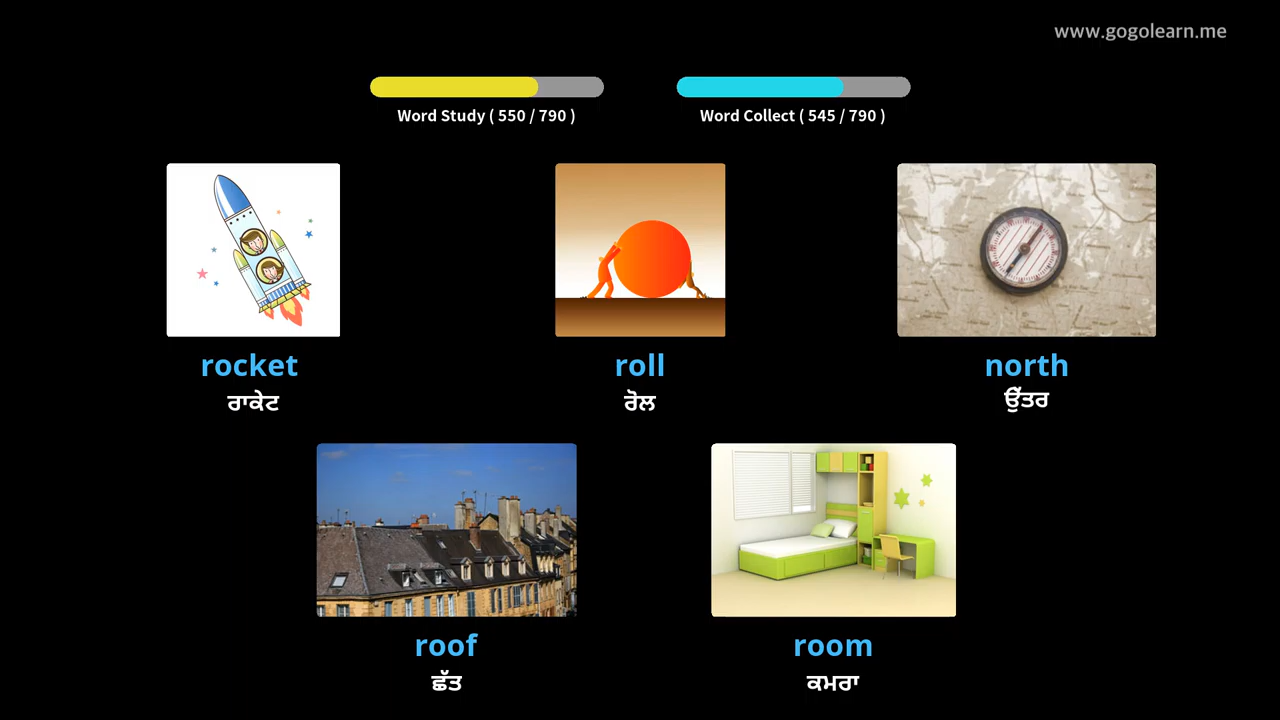 www.gogolearn.me
Word Study ( 550 / 790 )
Word Collect ( 545 / 790 )
rocket
ਰਾਕੇਟ
roll
ਰੋਲ
north
ਉੱਤਰ
roof
ਛੱਤ
room
ਕਮਰਾ